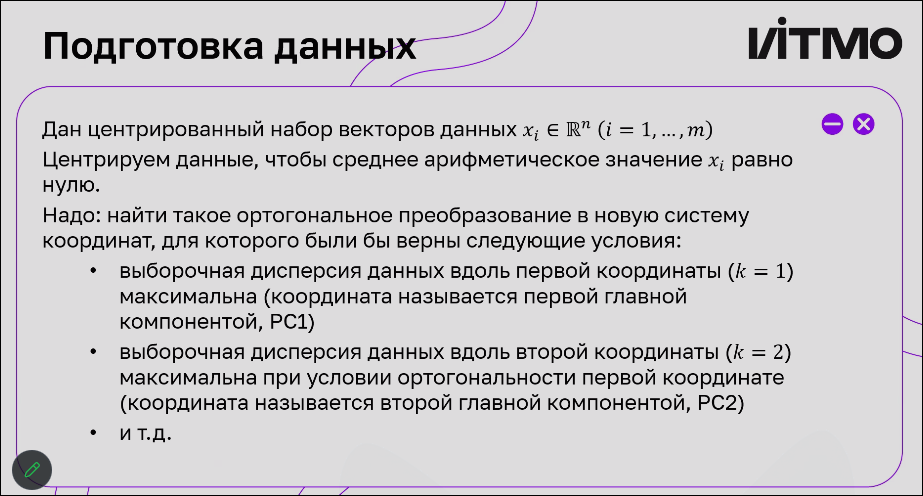 Подготовка данных
ITMO
Дан центрированный набор векторов данных xᵢ ∈ ℝⁿ (i = 1, ..., m)
Центрируем данные, чтобы среднее арифметическое значение xᵢ равно
нулю.
Надо: найти такое ортогональное преобразование в новую систему
координат, для которого были бы верны следующие условия:
• выборочная дисперсия данных вдоль первой координаты (k = 1)
максимальна (координата называется первой главной
компонентой, PC1)
• выборочная дисперсия данных вдоль второй координаты (k = 2)
максимальна при условии ортогональности первой координате
(координата называется второй главной компонентой, PC2)
• и т.д.